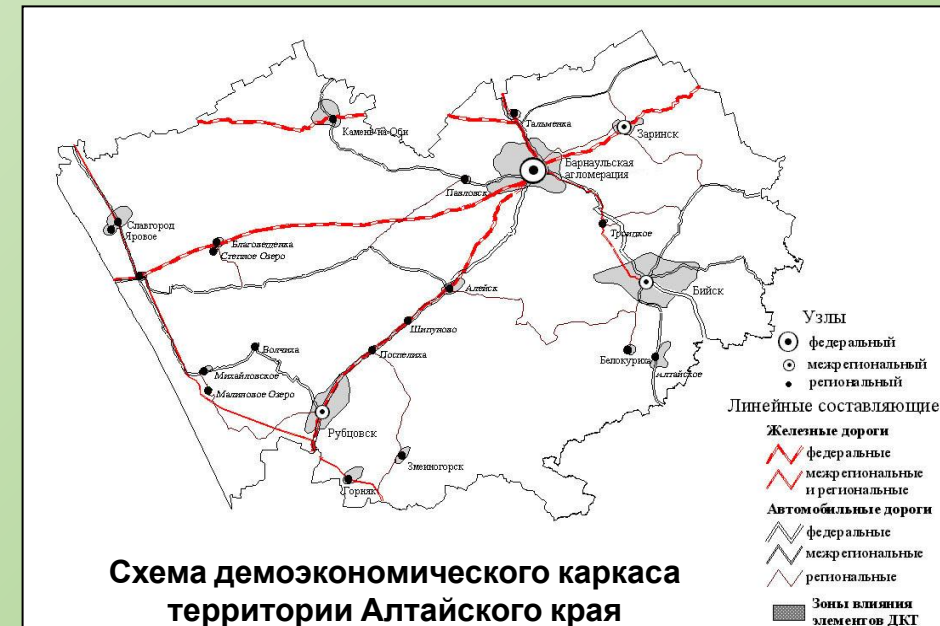 Камень-на-Оби
Тальменка
Заринск
Барнаульская
агломерация
Павловск
Славгород
Яровое
Благовещенка
Степное Озеро
Троицкое
Бийск
Алейск
Шипуново
Поспелиха
Волчиха
Михайловское
Малиновое Озеро
Белокуриха
Алтайское
Рубцовск
Змеиногорск
Горняк
Узлы
федеральный
межрегиональный
региональный
Линейные составляющие
Железные дороги
федеральные
межрегиональные
и региональные
Автомобильные дороги
федеральные
межрегиональные
региональные
Зоны влияния
элементов ДКТ
Схема демоэкономического каркаса
территории Алтайского края